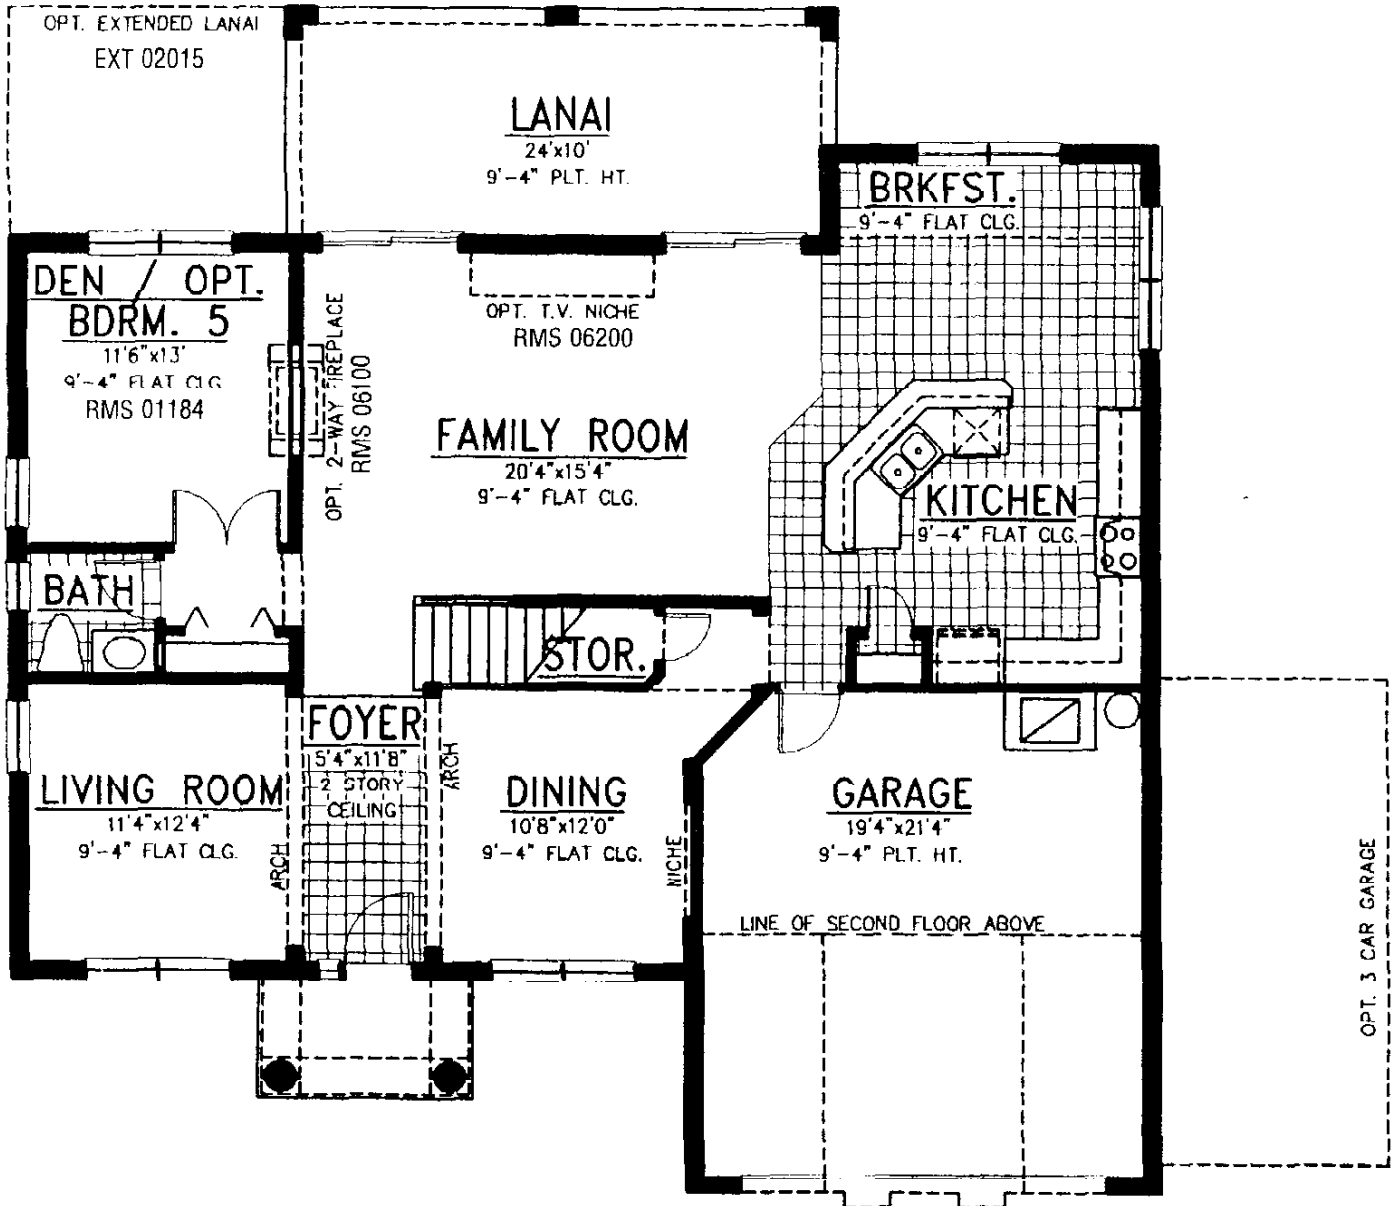 OPT. EXTENDED LANAI
EXT 02015
LANAI
24'x10'
9'-4" PLT. HT.
BRKFST.
9'-4" FLAT CLG.
DEN / OPT.
BDRM. 5
11'6"x13'
9'-4" FLAT CLG
RMS 01184
OPT. 2-WAY FIREPLACE
RMS 06100
OPT. T.V. NICHE
RMS 06200
FAMILY ROOM
20'4"x15'4"
9'-4" FLAT CLG.
KITCHEN
9'-4" FLAT CLG.
BATH
STOR.
FOYER
5'4"x11'8"
2 STORY
CEILING
ARCH
ARCH
LIVING ROOM
11'4"x12'4"
9'-4" FLAT CLG.
DINING
10'8"x12'0"
9'-4" FLAT CLG.
NICHE
GARAGE
19'4"x21'4"
9'-4" PLT. HT.
LINE OF SECOND FLOOR ABOVE
OPT. 3 CAR GARAGE